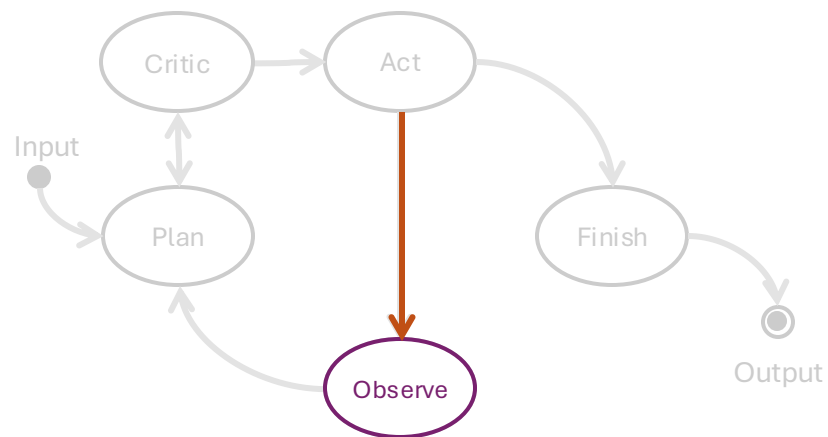 Critic
Act
Input
Plan
Finish
Output
Observe